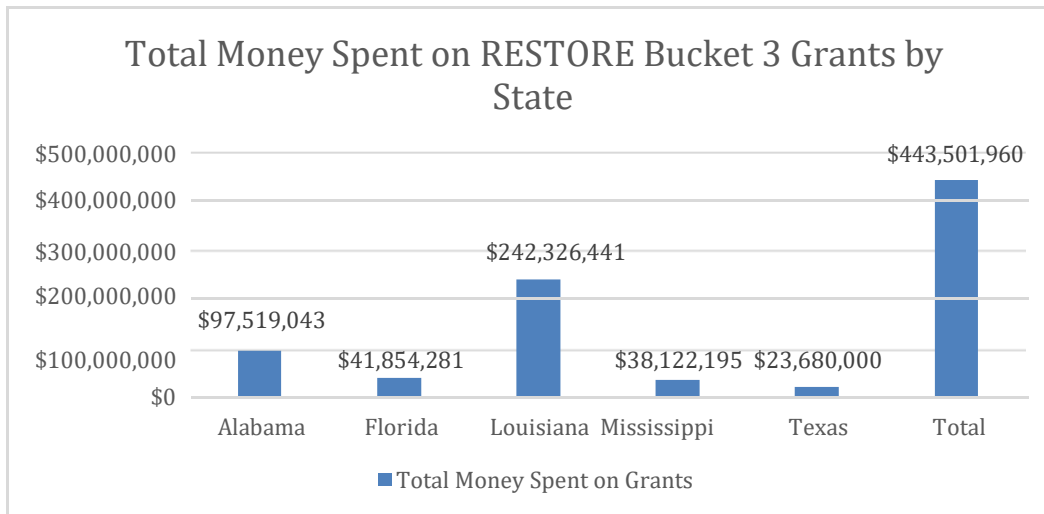 Total Money Spent on RESTORE Bucket 3 Grants by
State
$500,000,000
$400,000,000
$300,000,000
$200,000,000
$100,000,000
$0
$97,519,043
$41,854,281
$242,326,441
$38,122,195
$23,680,000
$443,501,960
Alabama
Florida
Louisiana
Mississippi
Texas
Total
Total Money Spent on Grants